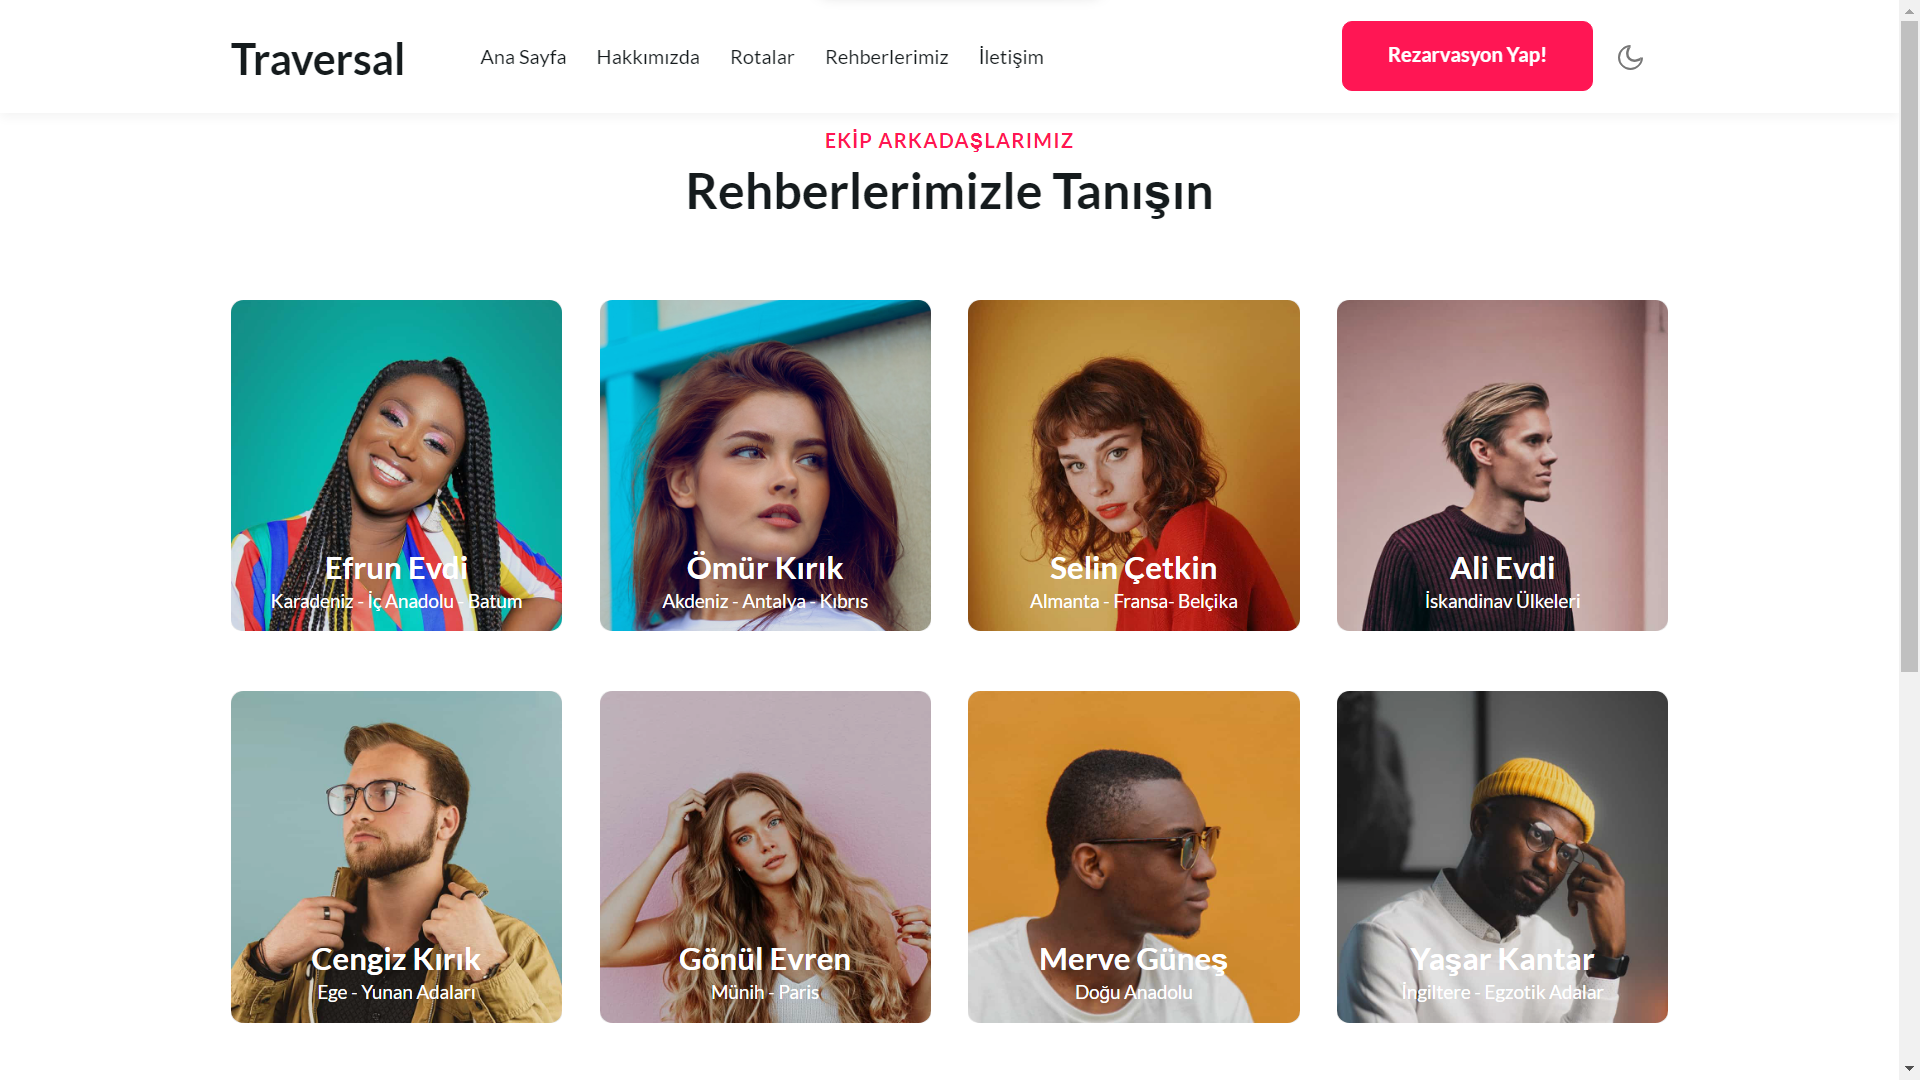 Traversal
Ana Sayfa
Hakkımızda
Rotalar
Rehberlerimiz
İletişim
Rezarvasyon Yap!
EKİP ARKADAŞLARIMIZ
Rehberlerimizle Tanışın
Efrun Evdi
Karadeniz - İç Anadolu - Batum
Ömür Kırık
Akdeniz - Antalya - Kıbrıs
Selin Çetkin
Almanta - Fransa- Belçika
Ali Evdi
İskandinav Ülkeleri
Cengiz Kırık
Ege - Yunan Adaları
Gönül Evren
Münih - Paris
Merve Güneş
Doğu Anadolu
Yaşar Kantar
İngiltere - Egzotik Adalar